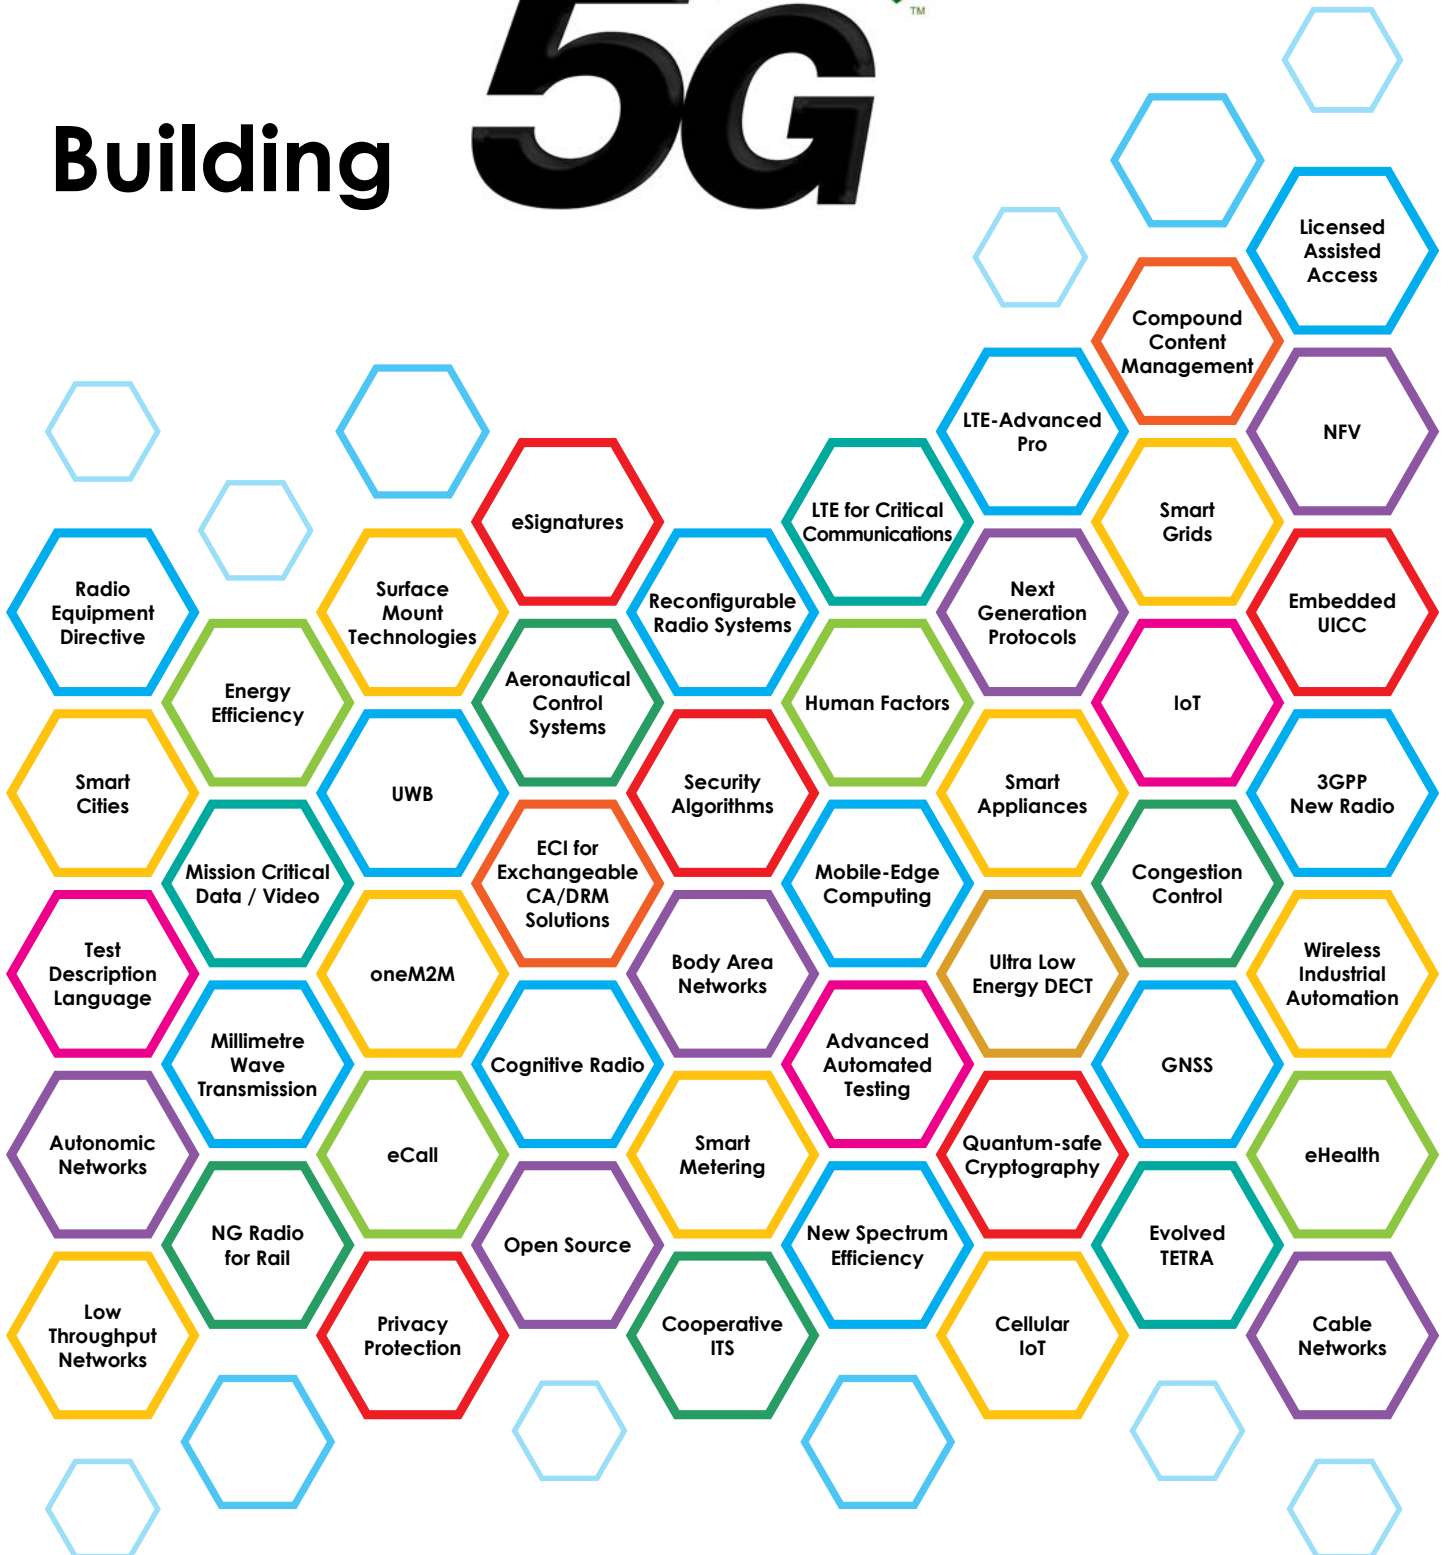 5G
TM
Building
Licensed
Assisted
Access
Compound
Content
Management
LTE-Advanced
Pro
NFV
eSignatures
LTE for Critical
Communications
Smart
Grids
Radio
Equipment
Directive
Surface
Mount
Technologies
Reconfigurable
Radio Systems
Next
Generation
Protocols
Embedded
UICC
Energy
Efficiency
Aeronautical
Control
Systems
Human Factors
IoT
Smart
Cities
UWB
Security
Algorithms
Smart
Appliances
3GPP
New Radio
Mission Critical
Data / Video
ECI for
Exchangeable
CA/DRM
Solutions
Mobile-Edge
Computing
Congestion
Control
Test
Description
Language
oneM2M
Body Area
Networks
Ultra Low
Energy DECT
Wireless
Industrial
Automation
Millimetre
Wave
Transmission
Cognitive Radio
Advanced
Automated
Testing
GNSS
Autonomic
Networks
eCall
Smart
Metering
Quantum-safe
Cryptography
eHealth
NG Radio
for Rail
Open Source
New Spectrum
Efficiency
Evolved
TETRA
Low
Throughput
Networks
Privacy
Protection
Cooperative
ITS
Cellular
IoT
Cable
Networks